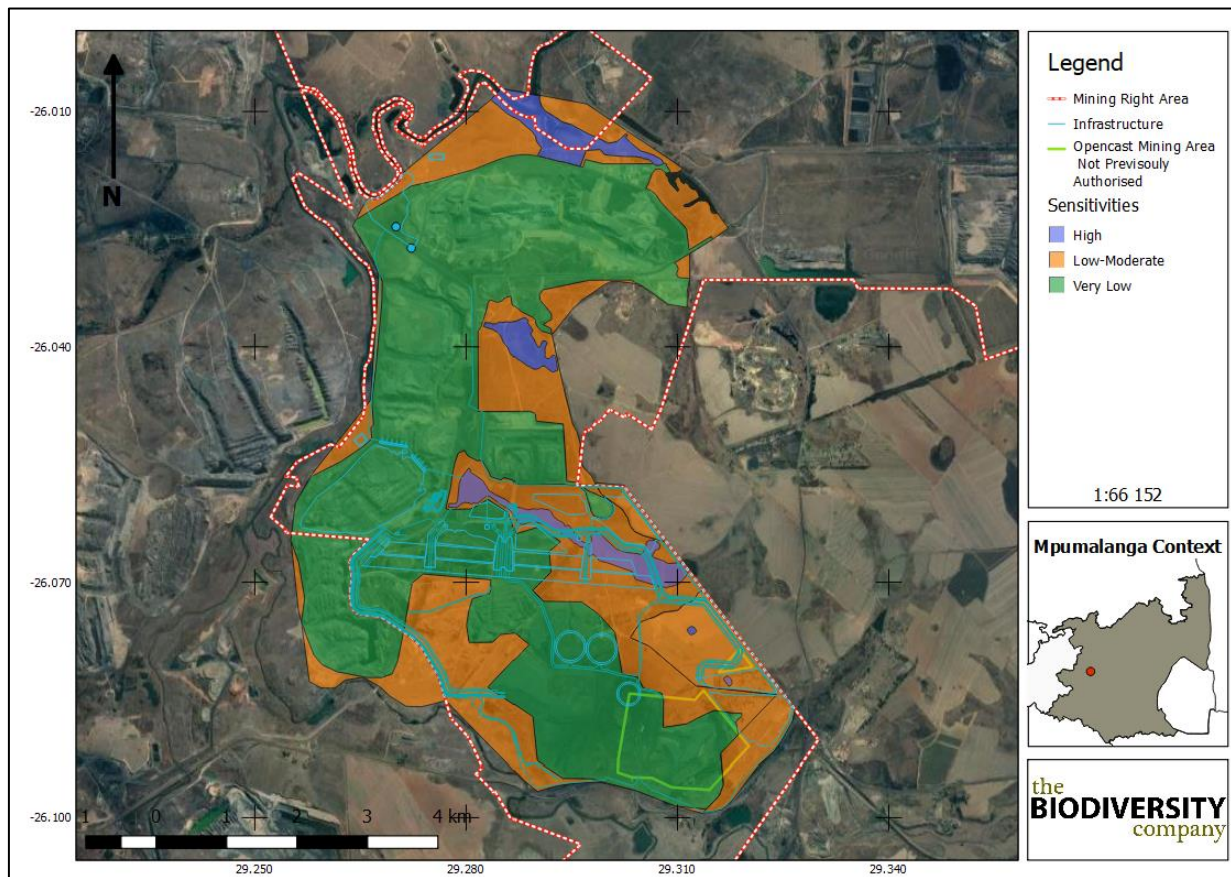 Legend
Mining Right Area
Infrastructure
Opencast Mining Area
Not Previsouly
Authorised
Sensitivities
High
Low-Moderate
Very Low
1:66 152
Mpumalanga Context
the
BIODIVERSITY
company
N
-26.010
-26.040
-26.070
-26.100
1 0 1 2 3 4 km
29.250 29.280 29.310 29.340